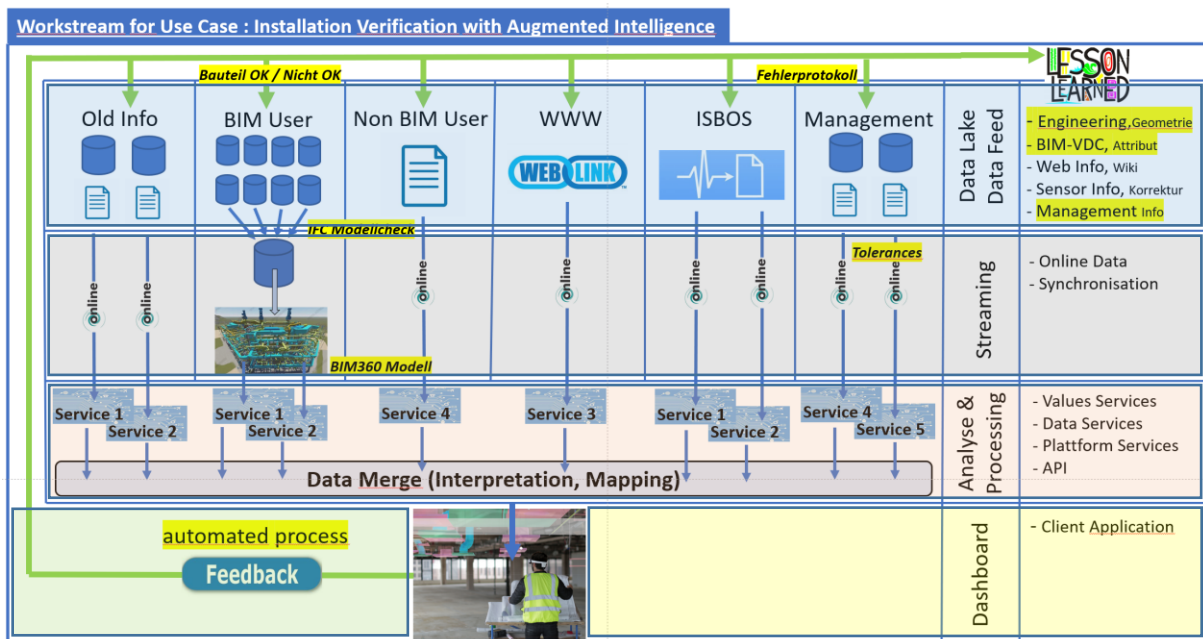 Workstream for Use Case : Installation Verification with Augmented Intelligence
LESSON
LEARNED
Bauteil OK / Nicht OK
Fehlerprotokoll
Old Info
BIM User
Non BIM User
WWW
ISBOS
Management
WEB LINK
Data Lake
Data Feed
- Engineering,Geometrie
- BIM-VDC, Attribut
- Web Info, Wiki
- Sensor Info, Korrektur
- Management Info
IFC Modellcheck
Tolerances
online
online
online
online
online
online
online
online
BIM360 Modell
Streaming
- Online Data
- Synchronisation
Service 1
Service 2
Service 1
Service 2
Service 4
Service 3
Service 1
Service 2
Service 4
Service 5
Data Merge (Interpretation, Mapping)
Analyse &
Processing
- Values Services
- Data Services
- Plattform Services
- API
automated process
Feedback
Dashboard
- Client Application